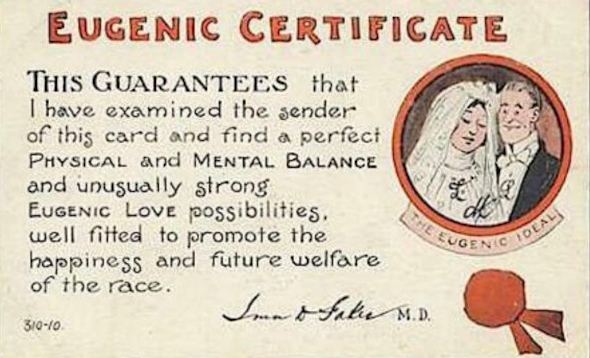 EUGENIC CERTIFICATE
THIS GUARANTEES that
I have examined the sender
of this card and find a perfect
PHYSICAL and MENTAL BALANCE
and unusually strong
EUGENIC LOVE possibilities,
well fitted to promote the
happiness and future welfare
of the race.
M.D.
310-10.
THE EUGENIC IDEAL